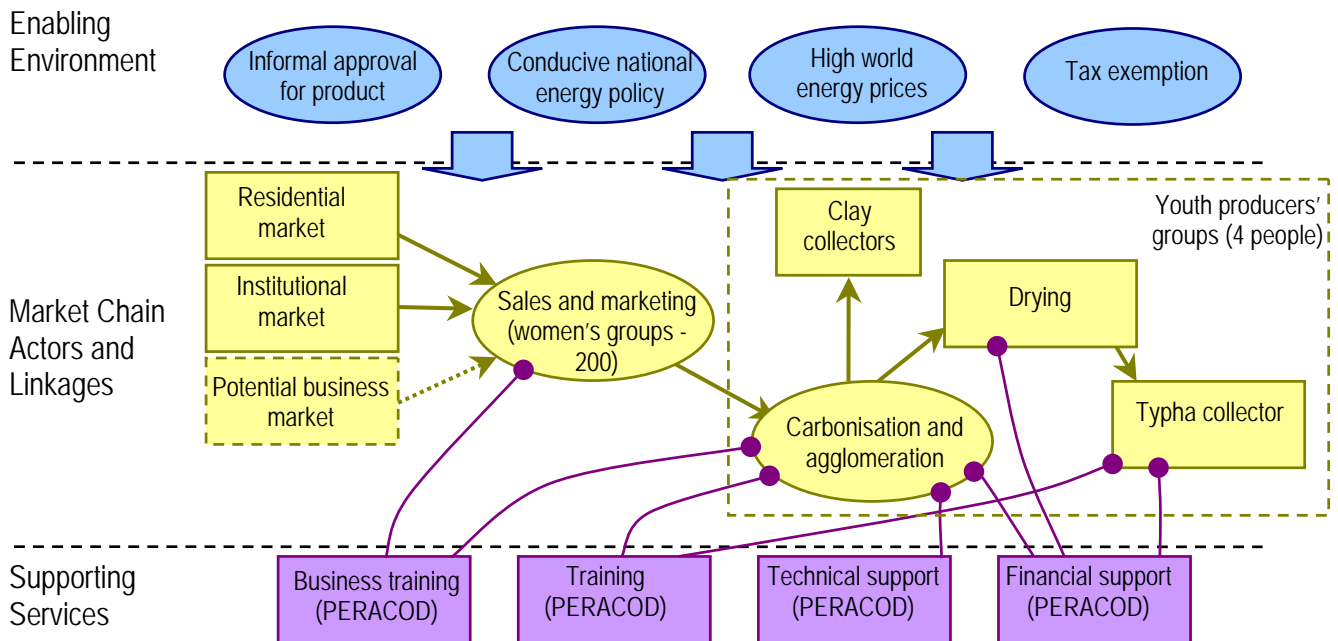 Enabling
Environment
Informal approval
for product
Conducive national
energy policy
High world
energy prices
Tax exemption
Market Chain
Actors and
Linkages
Residential
market
Institutional
market
Potential business
market
Sales and marketing
(women's groups -
200)
Clay
collectors
Youth producers'
groups (4 people)
Drying
Carbonisation and
agglomeration
Typha collector
Supporting
Services
Business training
(PERACOD)
Training
(PERACOD)
Technical support
(PERACOD)
Financial support
(PERACOD)